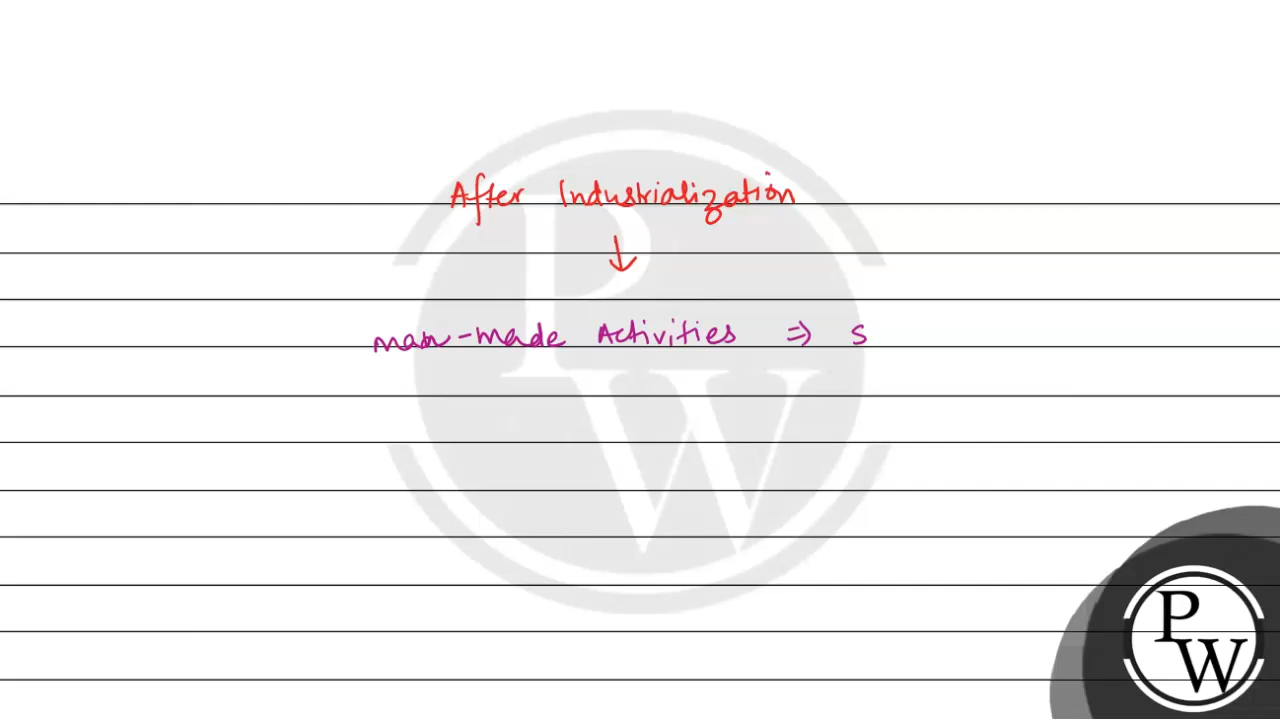 After Industrialization
↓
man-made Activities ⇒ s
P
W
P
W